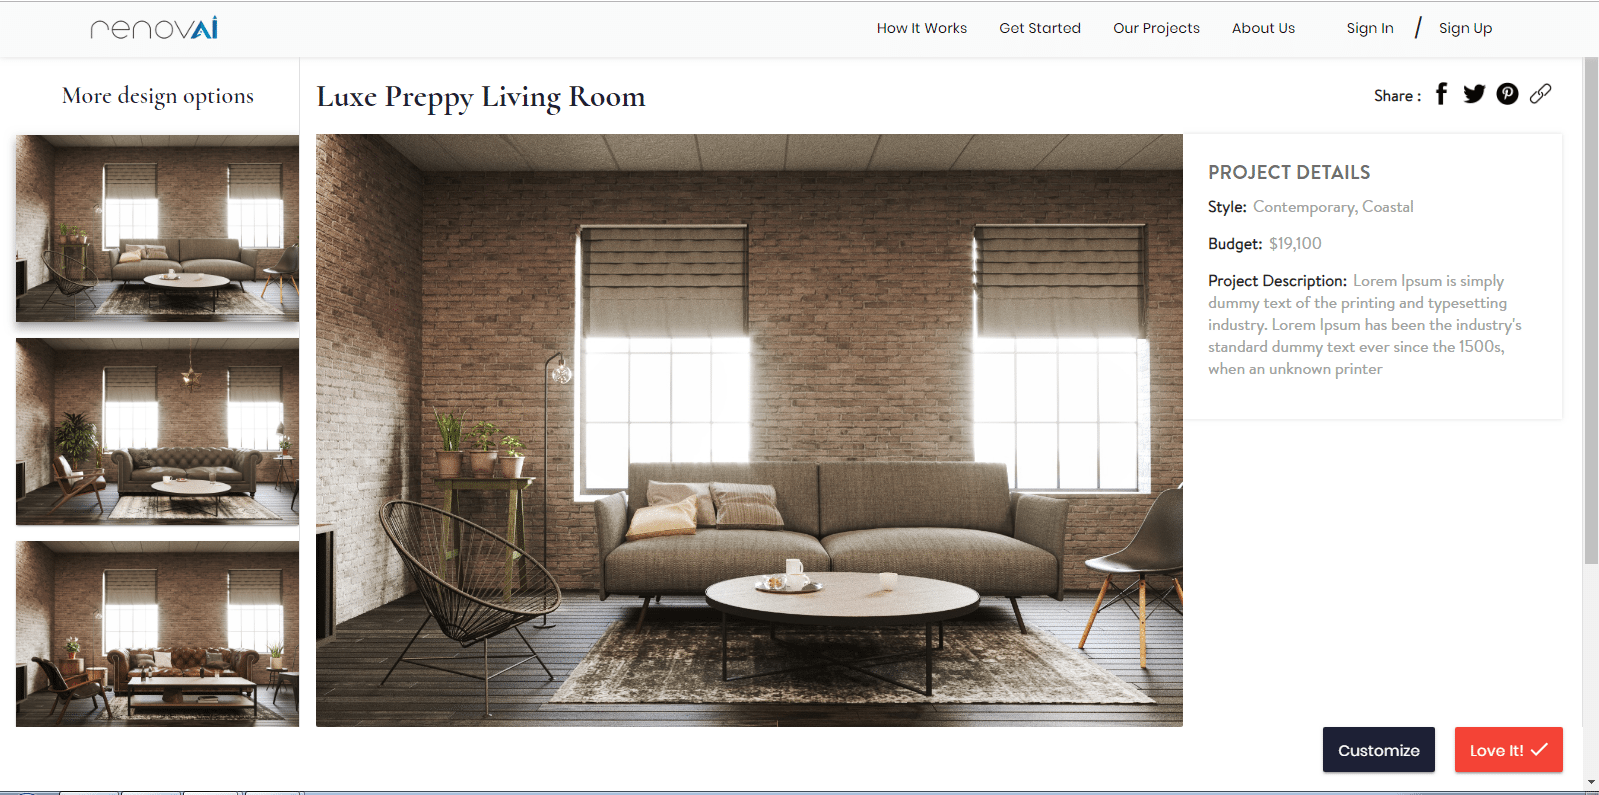 renovAi
How It Works
Get Started
Our Projects
About Us
Sign In
/
Sign Up
More design options
Luxe Preppy Living Room
Share :
PROJECT DETAILS
Style: Contemporary, Coastal
Budget: $19,100
Project Description: Lorem Ipsum is simply
dummy text of the printing and typesetting
industry. Lorem Ipsum has been the industry's
standard dummy text ever since the 1500s,
when an unknown printer
Customize
Love It!